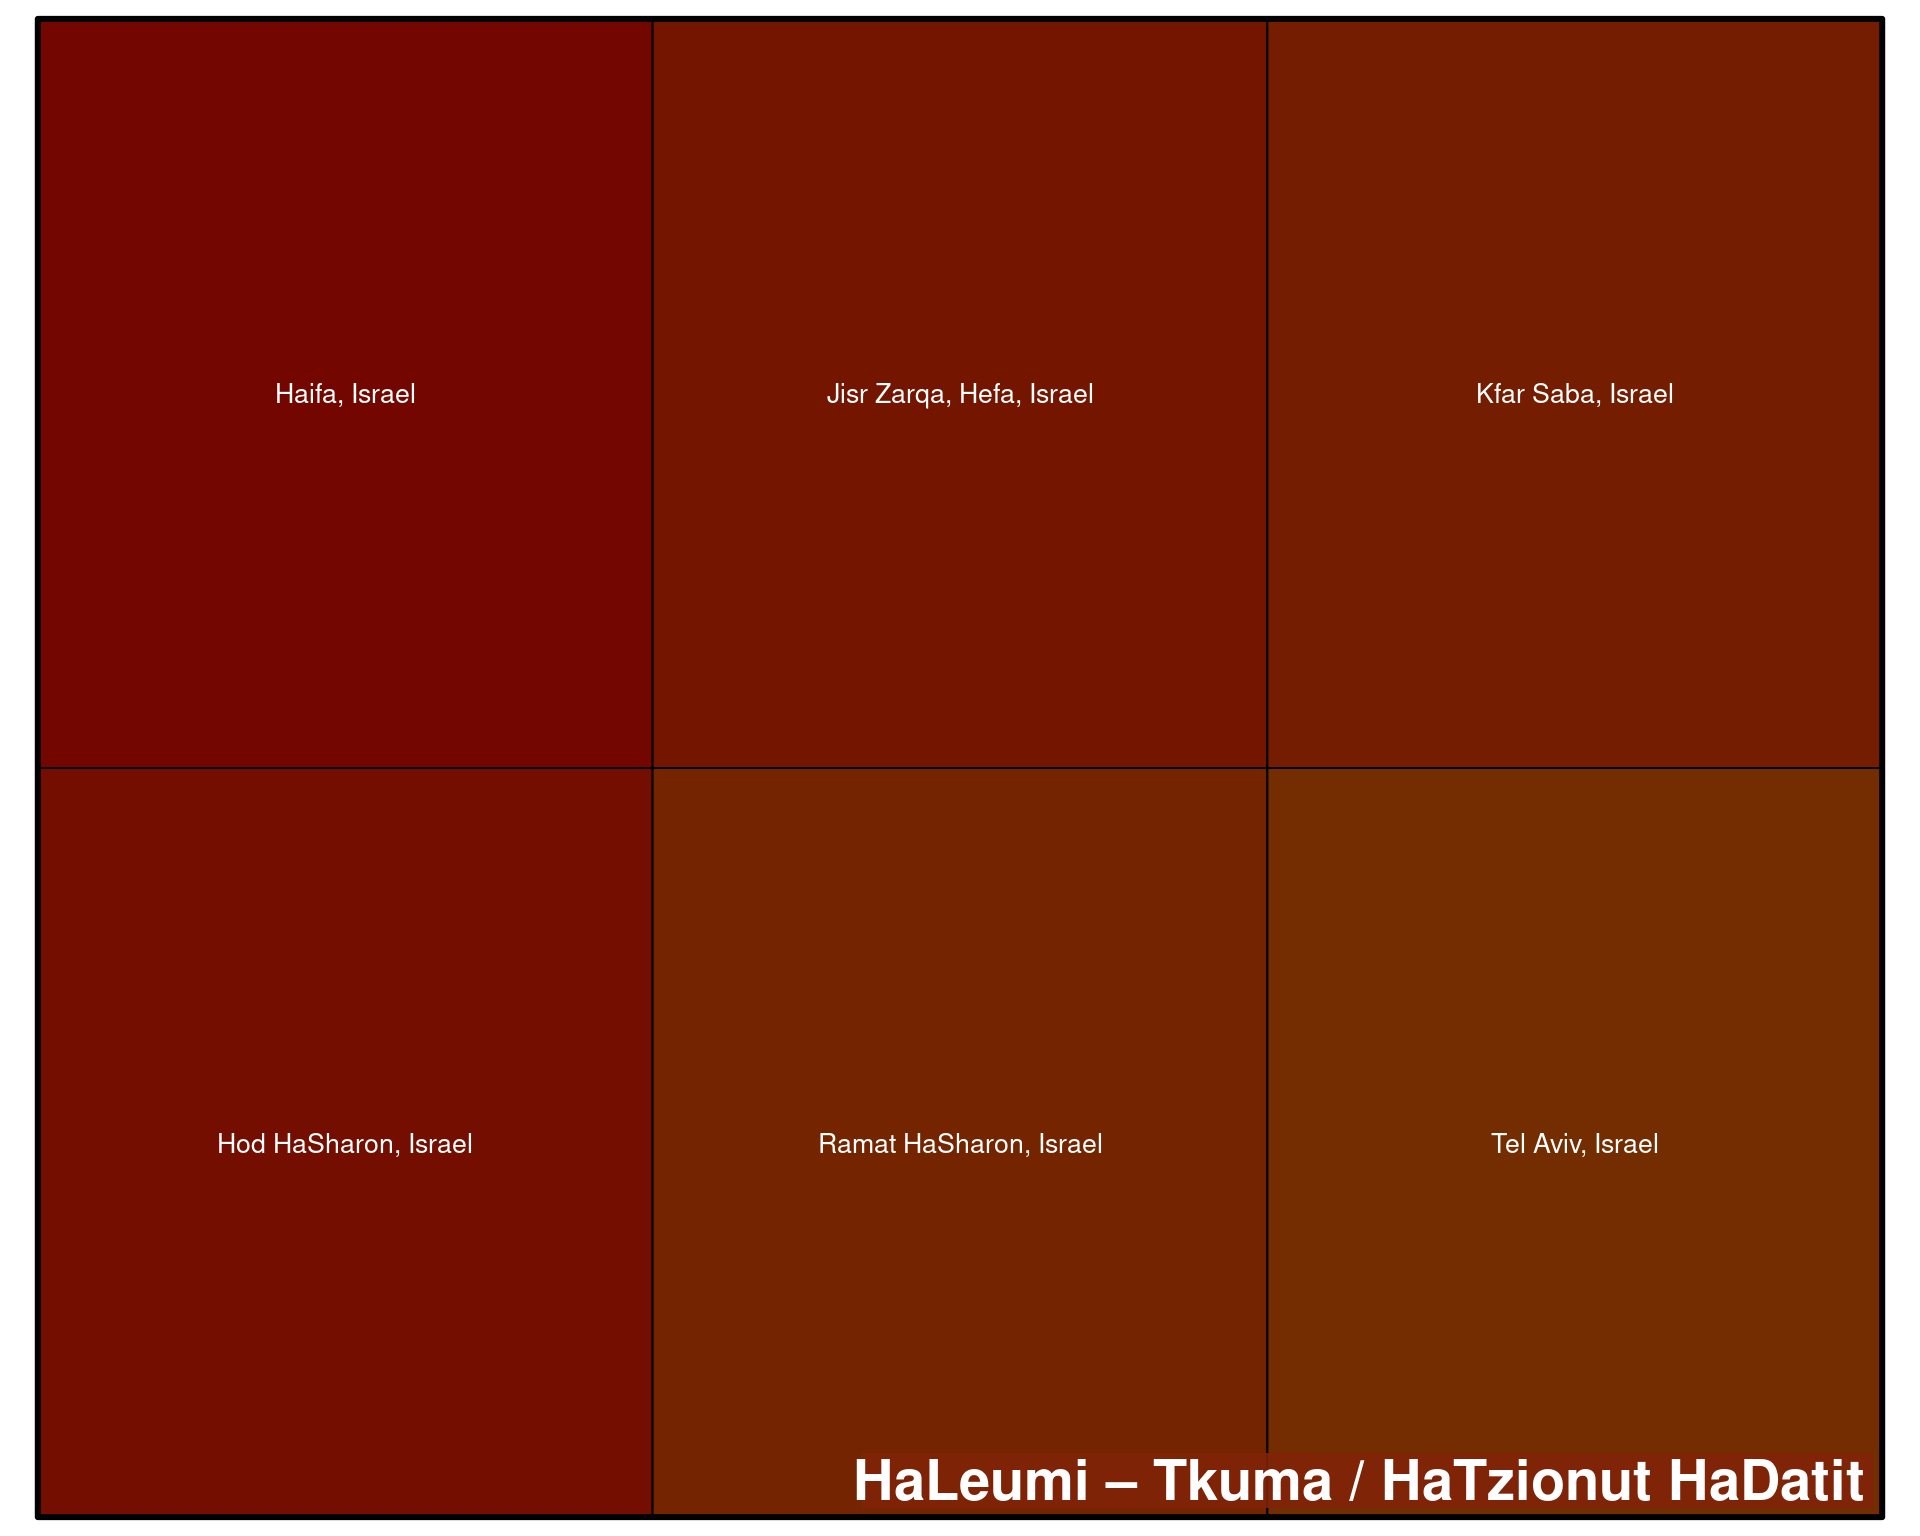 Haifa, Israel
Jisr Zarqa, Hefa, Israel
Kfar Saba, Israel
Hod HaSharon, Israel
Ramat HaSharon, Israel
Tel Aviv, Israel
HaLeumi – Tkuma / HaTzionut HaDatit